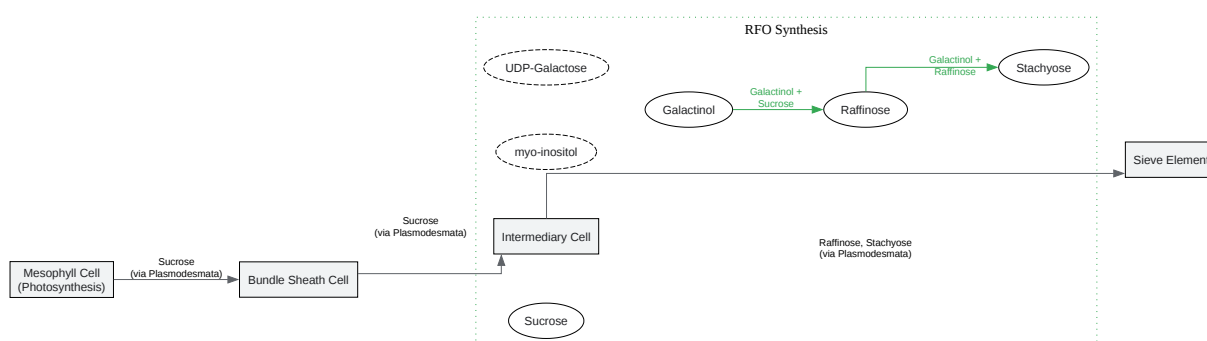 RFO Synthesis
UDP-Galactose
Galactinol +
Raffinose
Stachyose
Galactinol +
Sucrose
Galactinol
Raffinose
myo-inositol
Sieve Element
Sucrose
(via Plasmodesmata)
Intermediary Cell
Raffinose, Stachyose
(via Plasmodesmata)
Sucrose
(via Plasmodesmata)
Mesophyll Cell
(Photosynthesis)
Bundle Sheath Cell
Sucrose